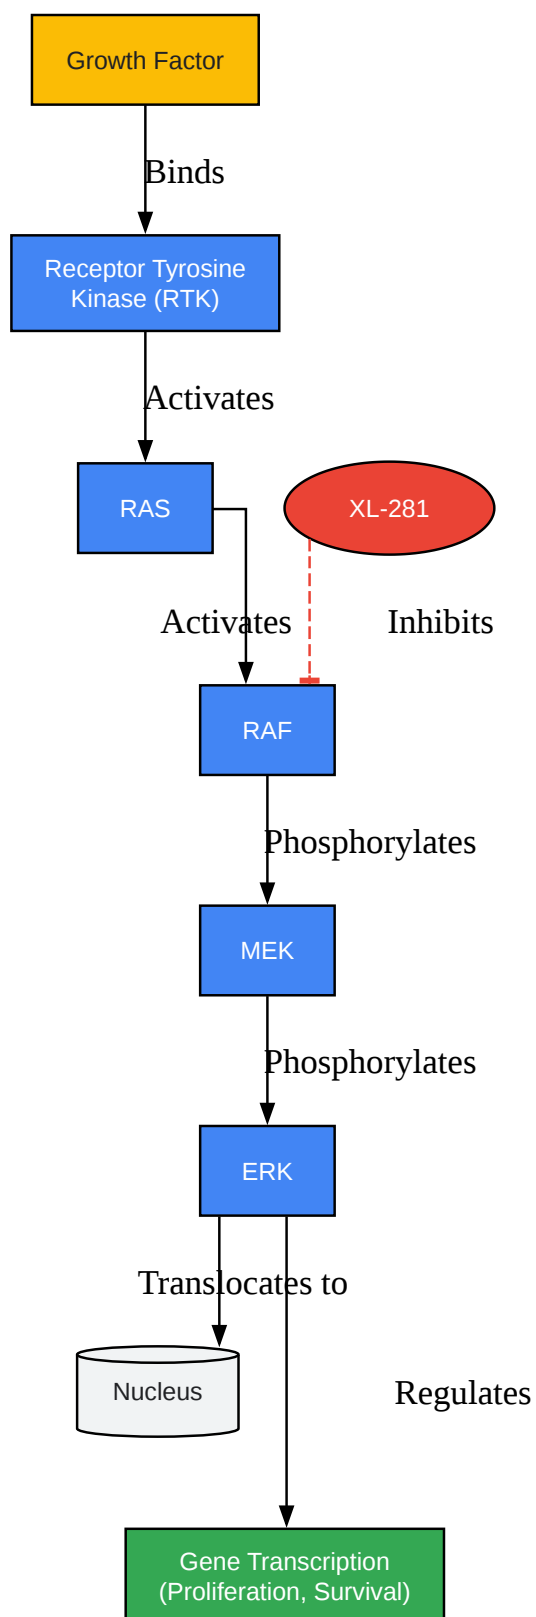 Growth Factor
Binds
Receptor Tyrosine
Kinase (RTK)
Activates
RAS
XL-281
Activates
Inhibits
RAF
Phosphorylates
MEK
Phosphorylates
ERK
Translocates to
Nucleus
Regulates
Gene Transcription
(Proliferation, Survival)